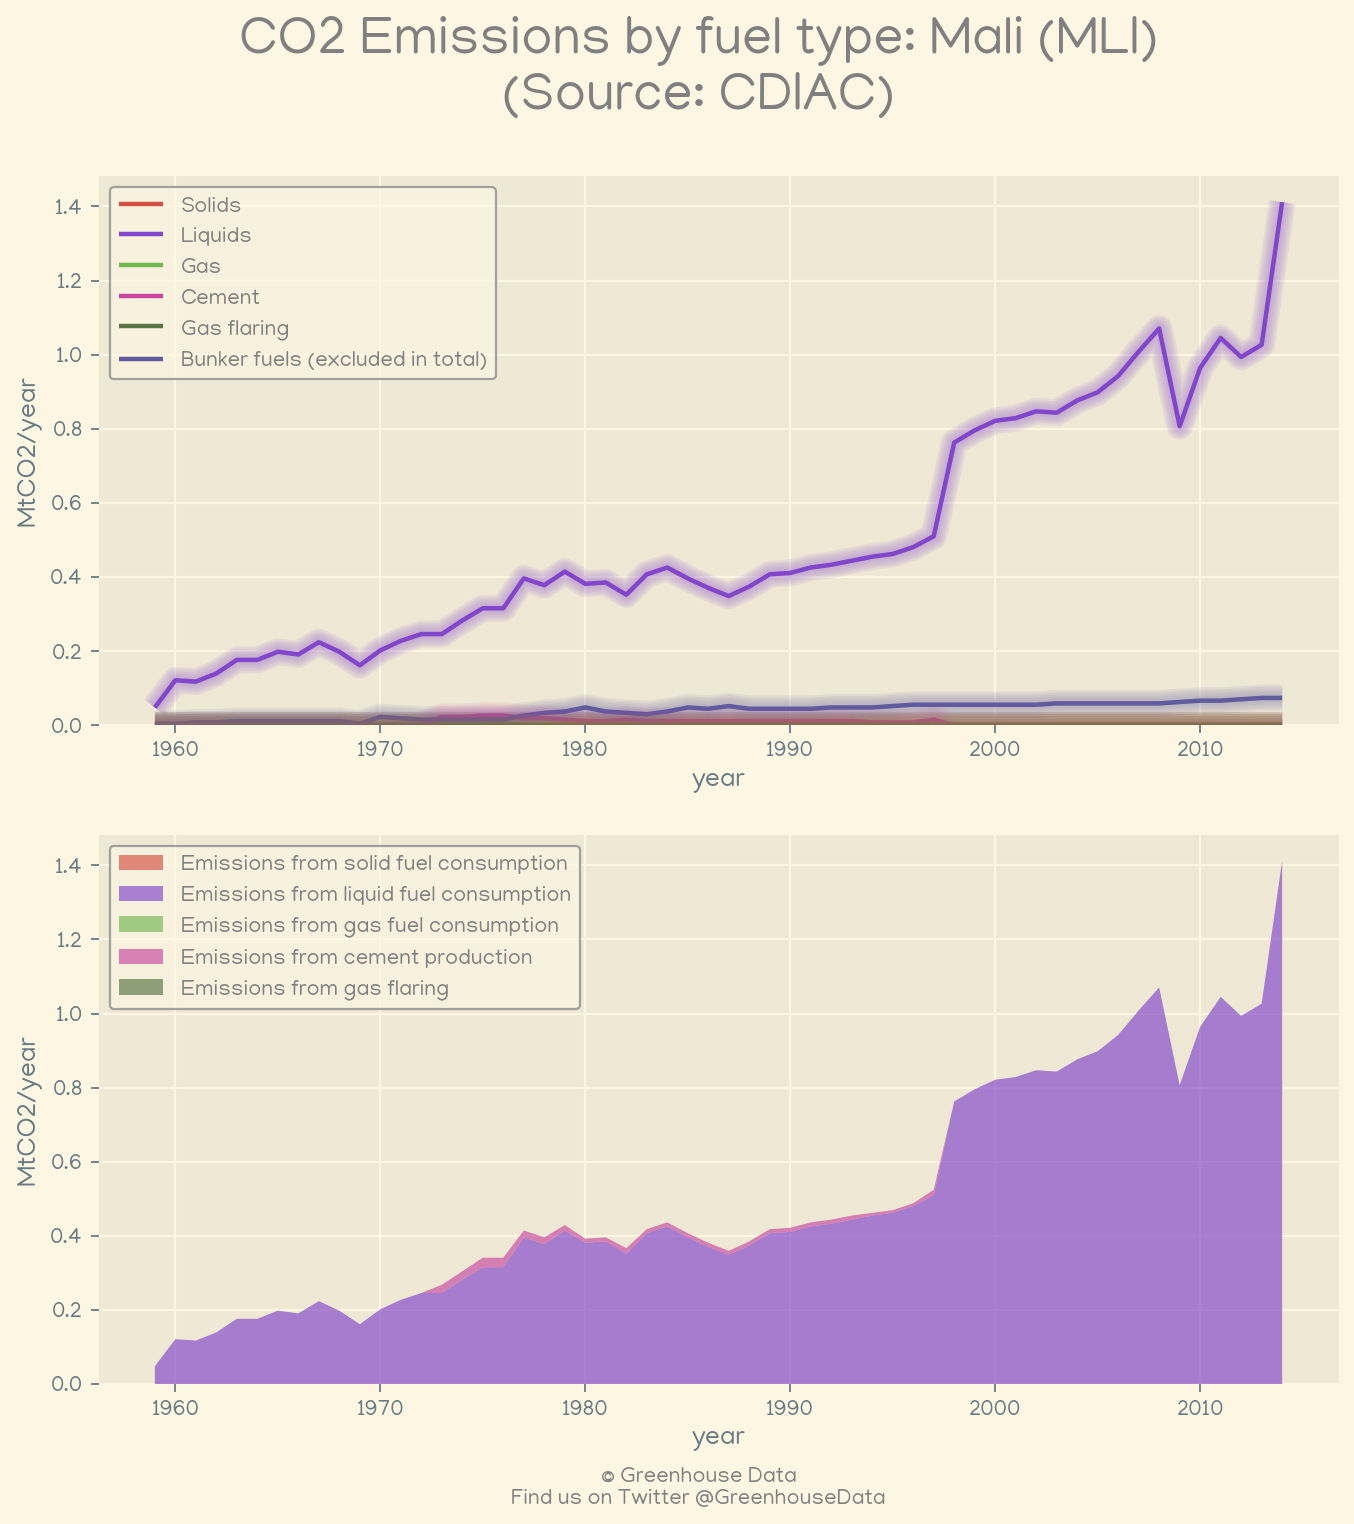 CO2 Emissions by fuel type: Mali (MLI)
(Source: CDIAC)
1.4
1.2
1.0
0.8
0.6
0.4
0.2
0.0
MtCO2/year
Solids
Liquids
Gas
Cement
Gas flaring
Bunker fuels (excluded in total)
1960 1970 1980 1990 2000 2010
year
1.4
1.2
1.0
0.8
0.6
0.4
0.2
0.0
MtCO2/year
Emissions from solid fuel consumption
Emissions from liquid fuel consumption
Emissions from gas fuel consumption
Emissions from cement production
Emissions from gas flaring
1960 1970 1980 1990 2000 2010
year
© Greenhouse Data
Find us on Twitter @GreenhouseData